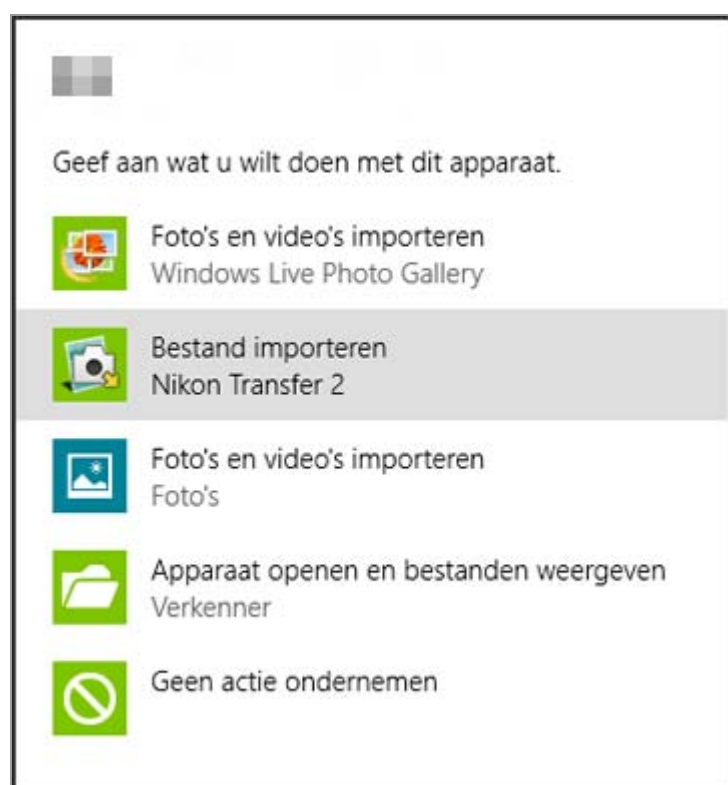 Geef aan wat u wilt doen met dit apparaat.
Foto's en video's importeren
Windows Live Photo Gallery
Bestand importeren
Nikon Transfer 2
Foto's en video's importeren
Foto's
Apparaat openen en bestanden weergeven
Verkenner
Geen actie ondernemen